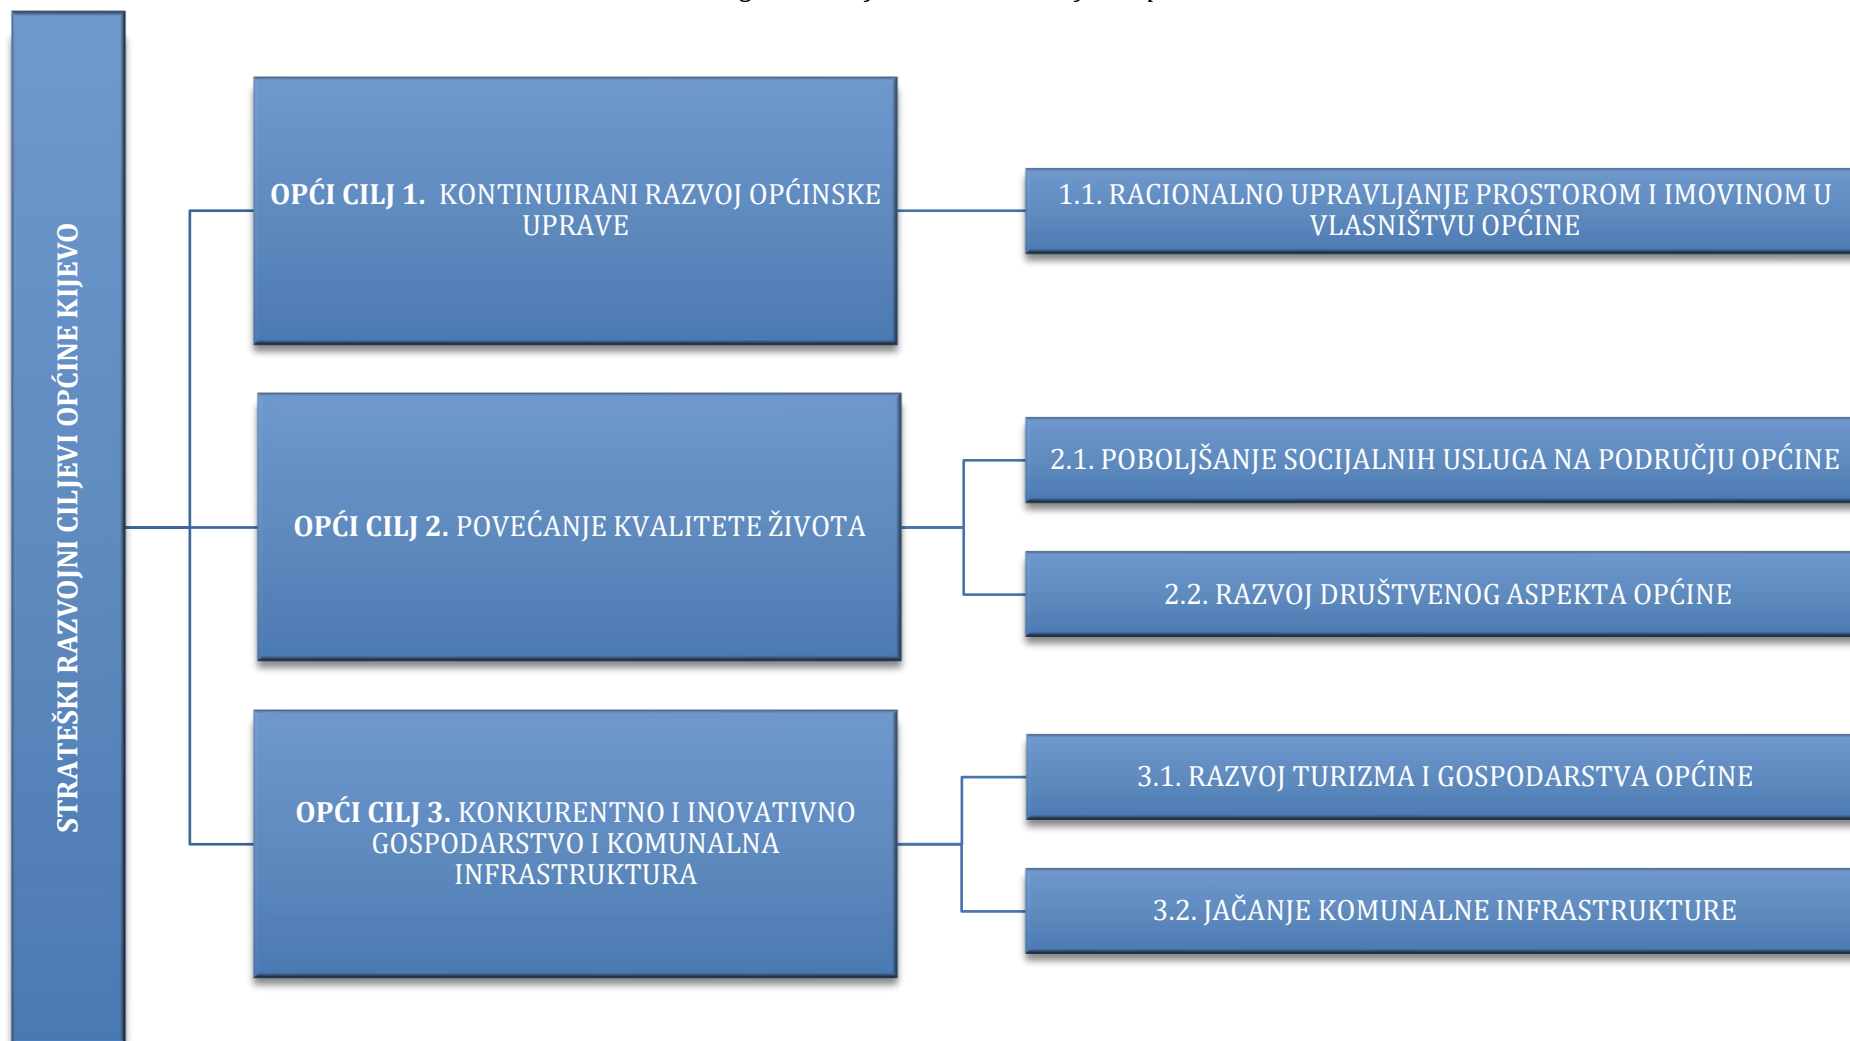 STRATEŠKI RAZVOJNI CILJEVI OPĆINE KIJEVO
OPĆI CILJ 1. KONTINUIRANI RAZVOJ OPĆINSKE
UPRAVE
1.1. RACIONALNO UPRAVLJANJE PROSTOROM I IMOVINOM U
VLASNIŠTVU OPĆINE
OPĆI CILJ 2. POVEĆANJE KVALITETE ŽIVOTA
2.1. POBOLJŠANJE SOCIJALNIH USLUGA NA PODRUČJU OPĆINE
2.2. RAZVOJ DRUŠTVENOG ASPEKTA OPĆINE
OPĆI CILJ 3. KONKURENTNO I INOVATIVNO
GOSPODARSTVO I KOMUNALNA
INFRASTRUKTURA
3.1. RAZVOJ TURIZMA I GOSPODARSTVA OPĆINE
3.2. JAČANJE KOMUNALNE INFRASTRUKTURE